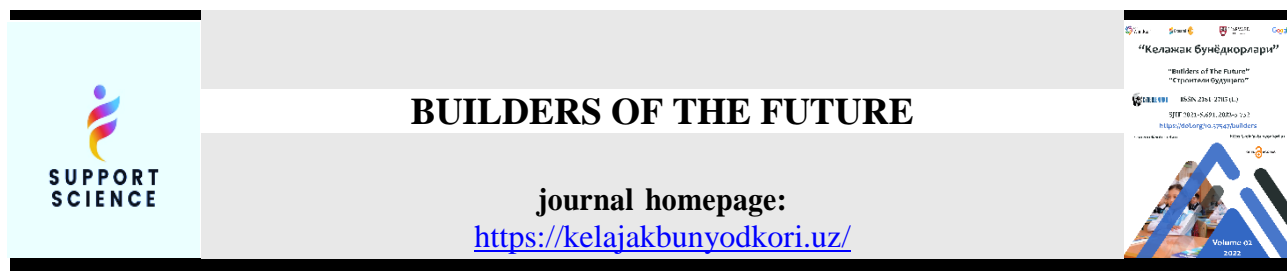 SUPPORT
SCIENCE
BUILDERS OF THE FUTURE
journal homepage:
https://kelajakbunyodkori.uz/
“Келажак бунёдкорлари”
“Builders of The Future”
“Строители будущего”
Volume 02
2022